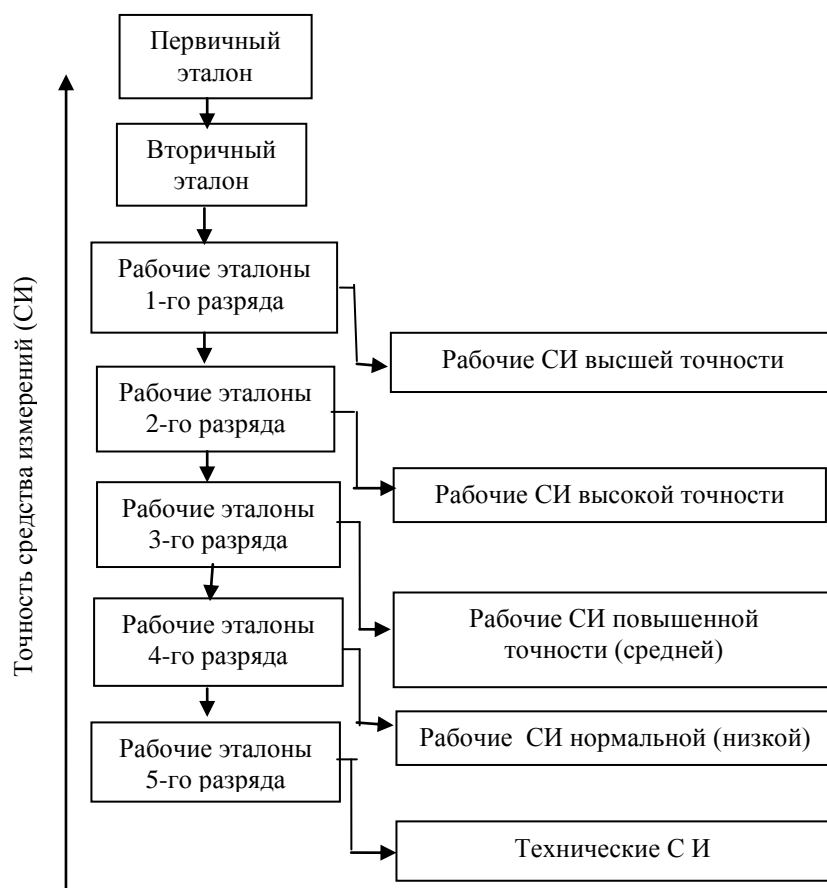 Первичный
эталон
Вторичный
эталон
Рабочие эталоны
1-го разряда
Рабочие СИ высшей точности
Рабочие эталоны
2-го разряда
Рабочие СИ высокой точности
Рабочие эталоны
3-го разряда
Рабочие СИ повышенной
точности (средней)
Рабочие эталоны
4-го разряда
Рабочие СИ нормальной (низкой)
Рабочие эталоны
5-го разряда
Технические С И
Точность средства измерений (СИ)